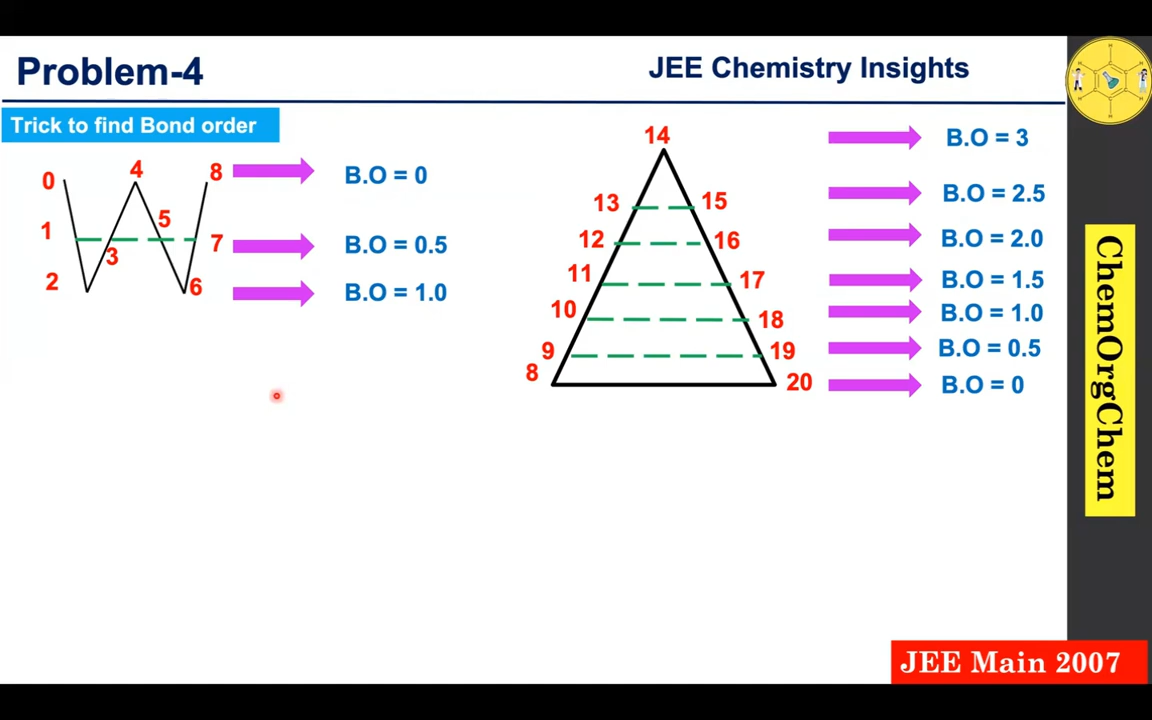 Problem-4
JEE Chemistry Insights
Trick to find Bond order
0
4
8
B.O = 0
1
5
3
7
B.O = 0.5
2
6
B.O = 1.0
14
B.O = 3
13
15
B.O = 2.5
12
16
B.O = 2.0
11
17
B.O = 1.5
10
18
B.O = 1.0
9
19
B.O = 0.5
8
20
B.O = 0
ChemOrgChem
JEE Main 2007